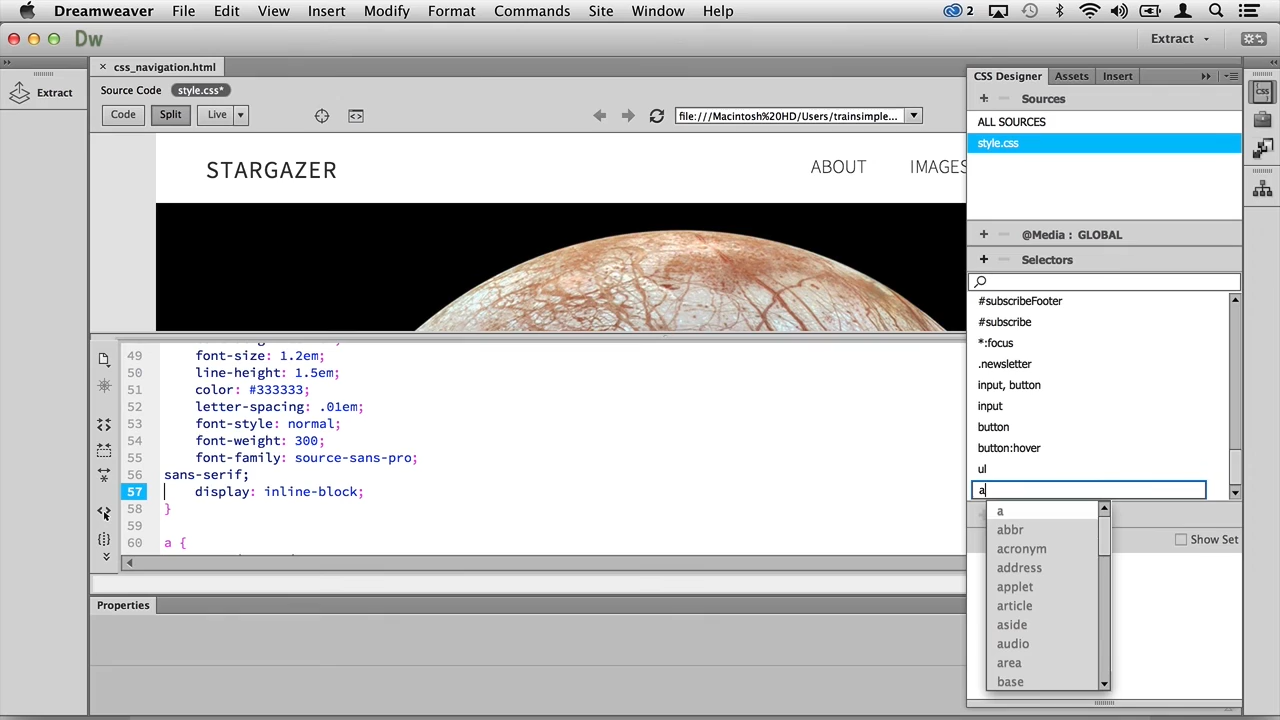 Dreamweaver File Edit View Insert Modify Format Commands Site Window Help 2
Dw
Extract
css_navigation.html
Extract
Source Code style.css*
Code Split Live
file:///Macintosh%20HD/Users/trainsimple...
STARGAZER
ABOUT IMAGES
49 font-size: 1.2em;
50 line-height: 1.5em;
51 color: #333333;
52 letter-spacing: .01em;
53 font-style: normal;
54 font-weight: 300;
55 font-family: source-sans-pro;
56 sans-serif;
57 display: inline-block;
58 }
59
60 a {
Properties
CSS Designer Assets Insert
Sources
ALL SOURCES
style.css
@Media : GLOBAL
Selectors
#subscribeFooter
#subscribe
*:focus
.newsletter
input, button
input
button
button:hover
ul
a
a
abbr
acronym
address
applet
article
aside
audio
area
base
Show Set